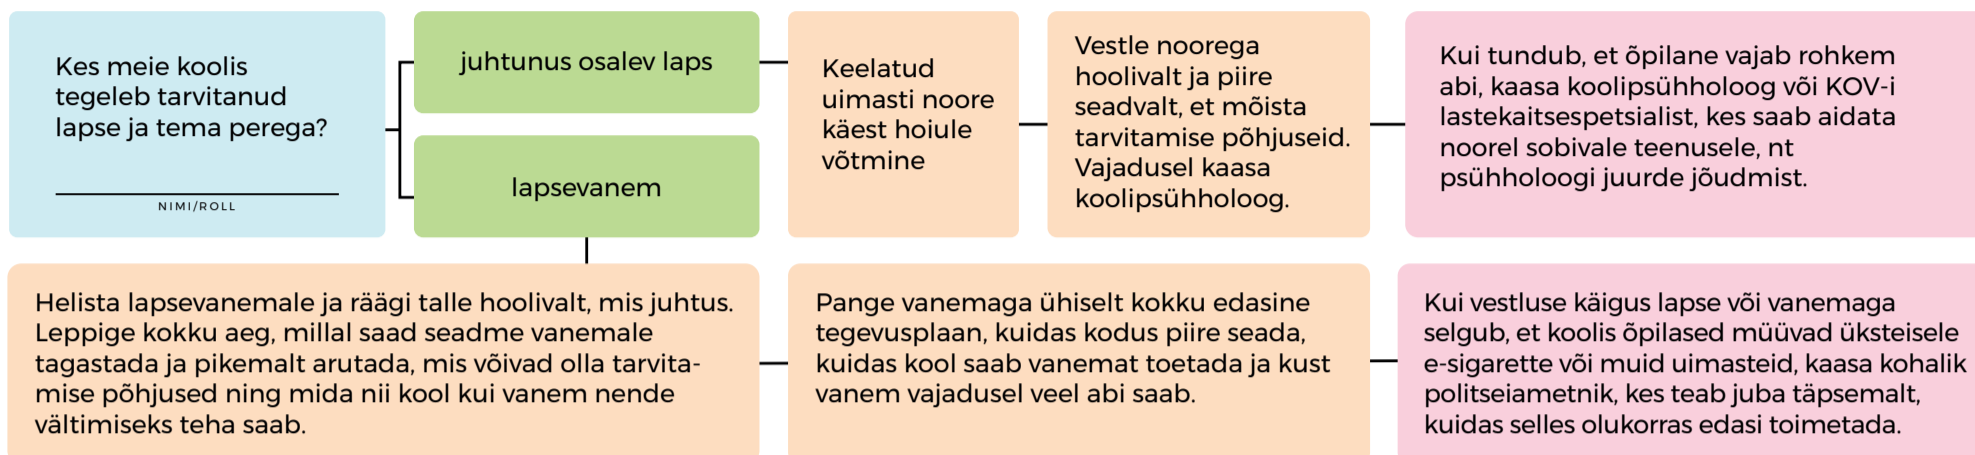 Kes meie koolis
tegeleb tarvitanud
lapse ja tema perega?
NIMI/ROLL
juhtunus osalev laps
lapsevanem
Keelatud
uimasti noore
käest hoiule
võtmine
Vestle noorega
hoolivalt ja piire
seadvalt, et mõista
tarvitamise põhjuseid.
Vajadusel kaasa
koolipsühholoog.
Kui tundub, et õpilane vajab rohkem
abi, kaasa koolipsühholoog või KOV-i
lastekaitsespetsialist, kes saab aidata
noorel sobivale teenusele, nt
psühholoogi juurde jõudmist.
Helista lapsevanemale ja räägi talle hoolivalt, mis juhtus.
Leppige kokku aeg, millal saad seadme vanemale
tagastada ja pikemalt arutada, mis võivad olla tarvita-
mise põhjused ning mida nii kool kui vanem nende
vältimiseks teha saab.
Pange vanemaga ühiselt kokku edasine
tegevusplaan, kuidas kodus piire seada,
kuidas kool saab vanemat toetada ja kust
vanem vajadusel veel abi saab.
Kui vestluse käigus lapse või vanemaga
selgub, et koolis õpilased müüvad üksteisele
e-sigarette või muid uimasteid, kaasa kohalik
politseiametnik, kes teab juba täpsemalt,
kuidas selles olukorras edasi toimetada.